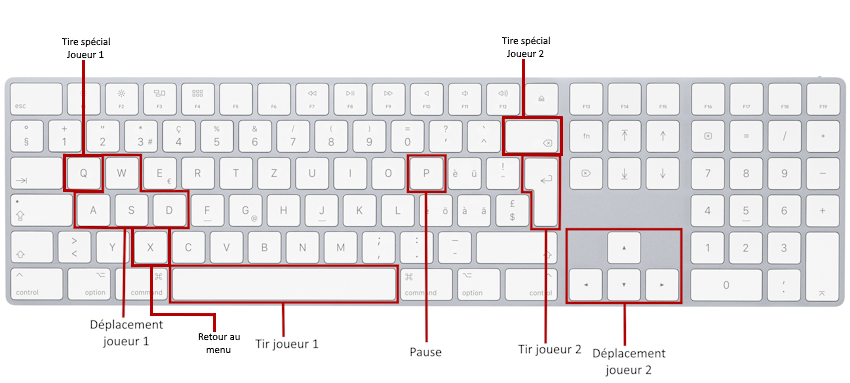 Tire spécial
Joueur 1
Tire spécial
Joueur 2
esc F2 F3 F4 F5 F6 F7 F8 F9 F10 F11 F12 F13 F14 F15 F16 F17 F18 F19
° § + 1 " 2 * 3 # ç 4 % 5 & 6 / 7 ( 8 ) 9 = 0 ? ' ^ fn = / *
Q W E € R T Z U I O P è ü ! 7 8 9 -
A S D F G @ H J K L é ö à ä £ $ 4 5 6 +
> < Y X C V B N M ; , : . _ - 1 2 3
control option command command option control 0
Déplacement
joueur 1
Retour au
menu
Tir joueur 1
Pause
Tir joueur 2
Déplacement
joueur 2